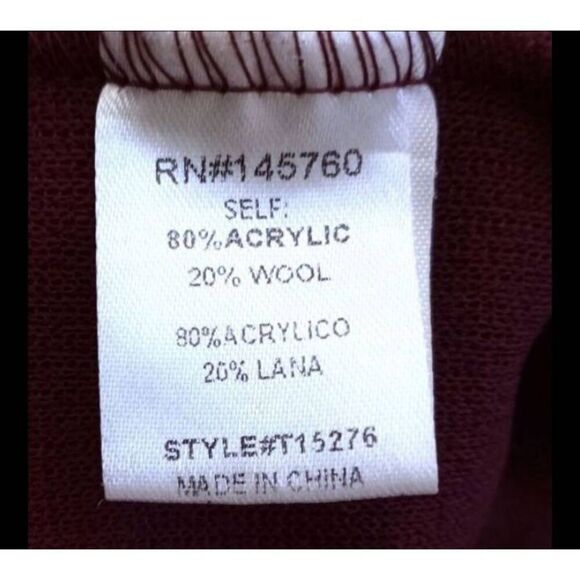 RN#145760
SELF:
80%ACRYLIC
20% WOOL
80%ACRYLICO
20% LANA
STYLE#T15276
MADE IN CHINA